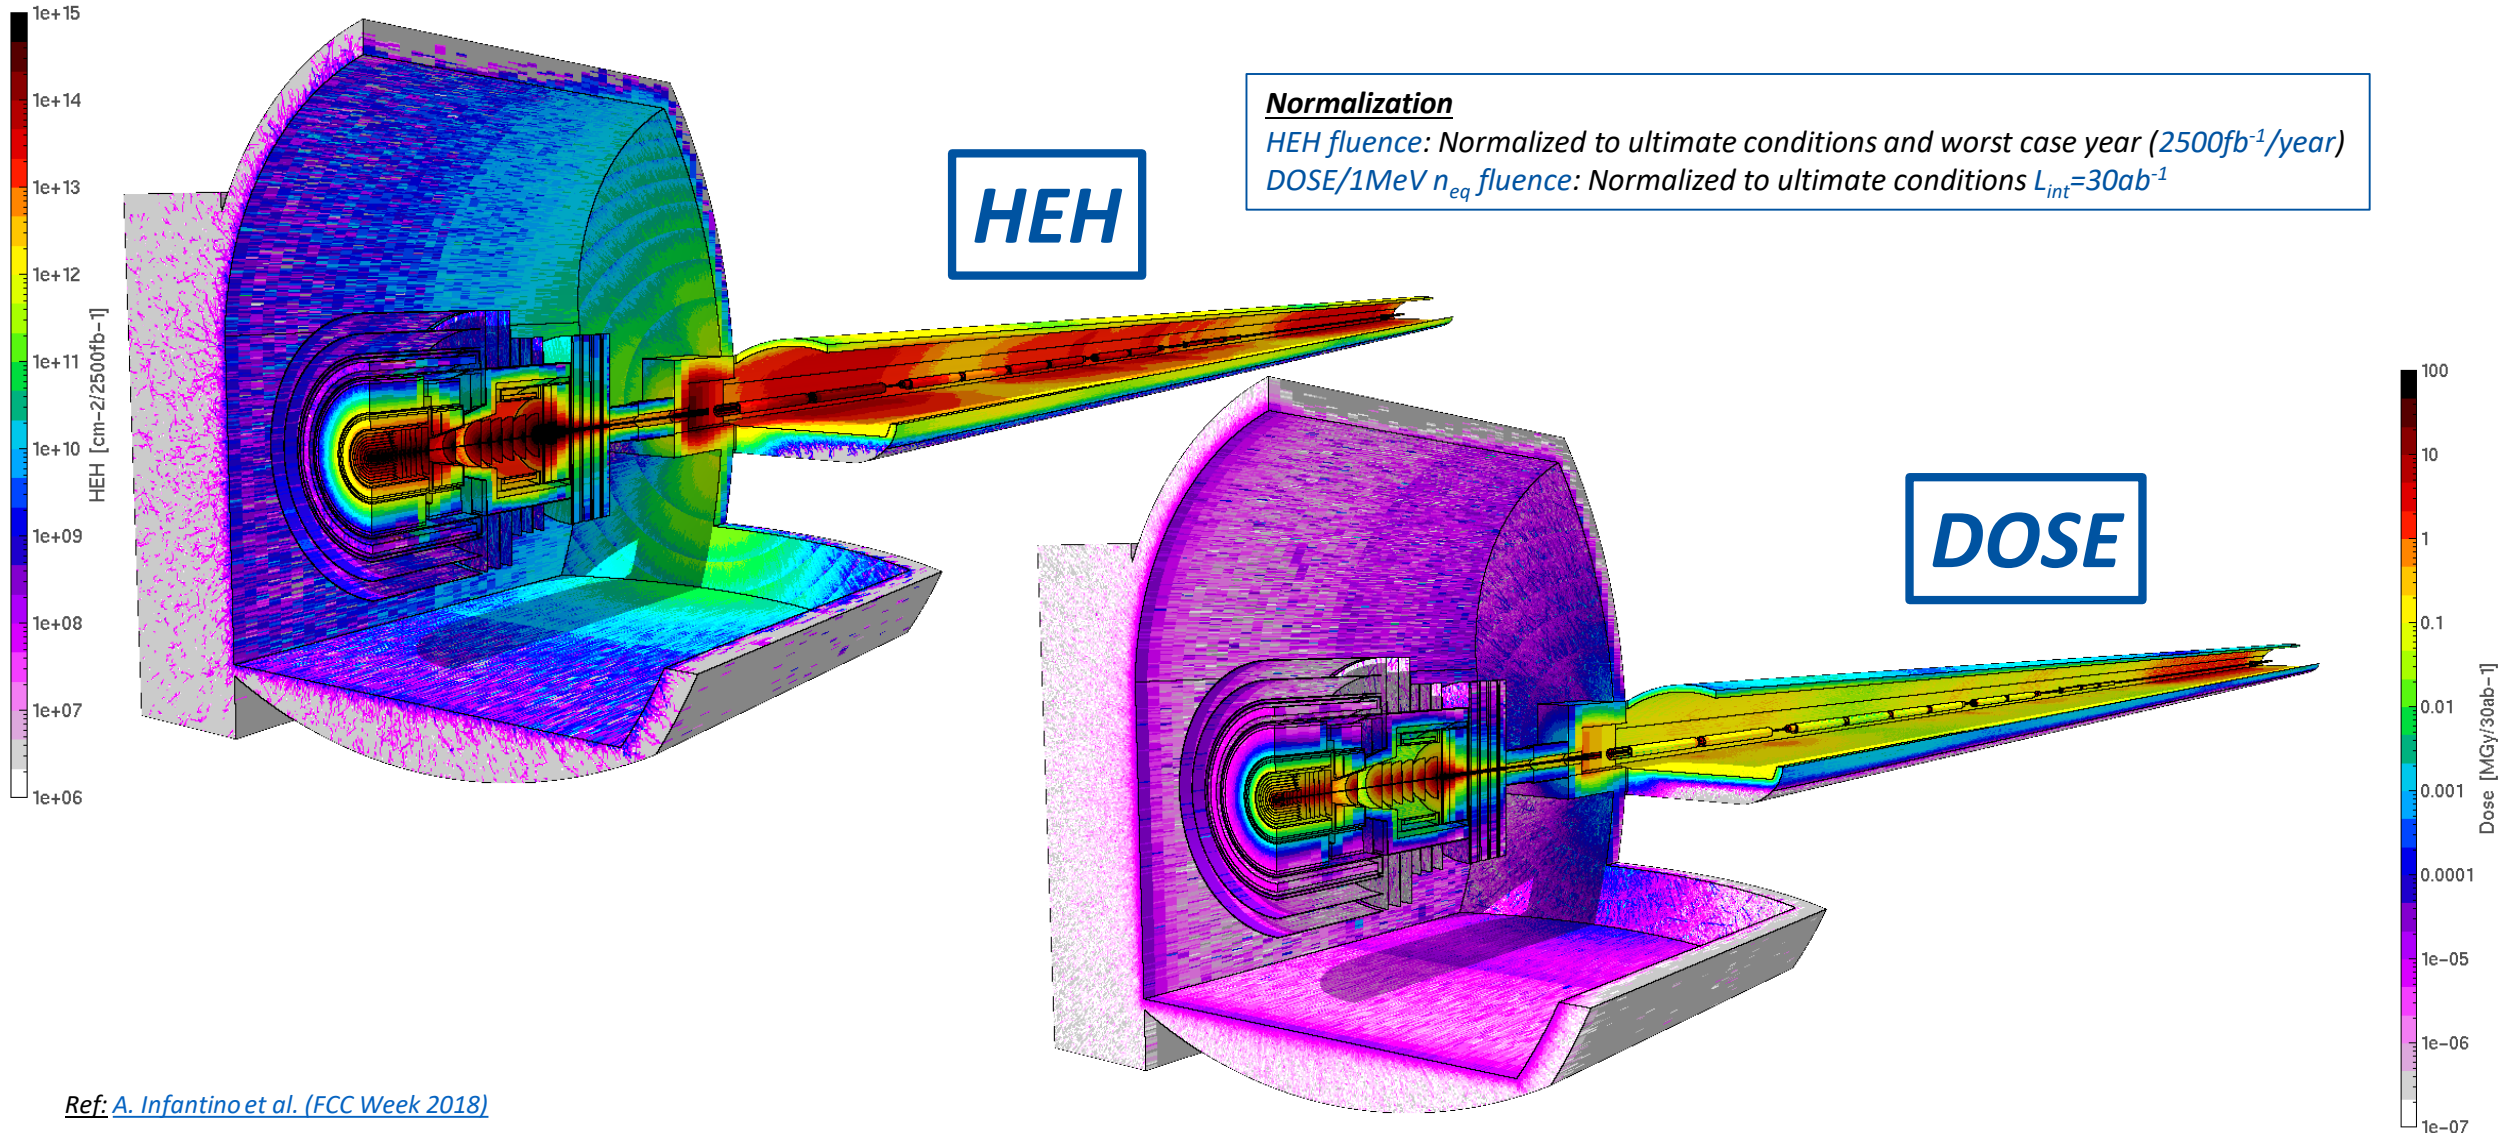 1e+15
1e+14
1e+13
1e+12
1e+11
1e+10
1e+09
1e+08
1e+07
1e+06
HEH [cm-2/2500fb-1]
HEH
Normalization
HEH fluence: Normalized to ultimate conditions and worst case year (2500fb-1/year)
DOSE/1MeV neq fluence: Normalized to ultimate conditions Lint=30ab-1
DOSE
100
10
1
0.1
0.01
0.001
0.0001
1e-05
1e-06
1e-07
Dose [MGy/30ab-1]
Ref: A. Infantino et al. (FCC Week 2018)